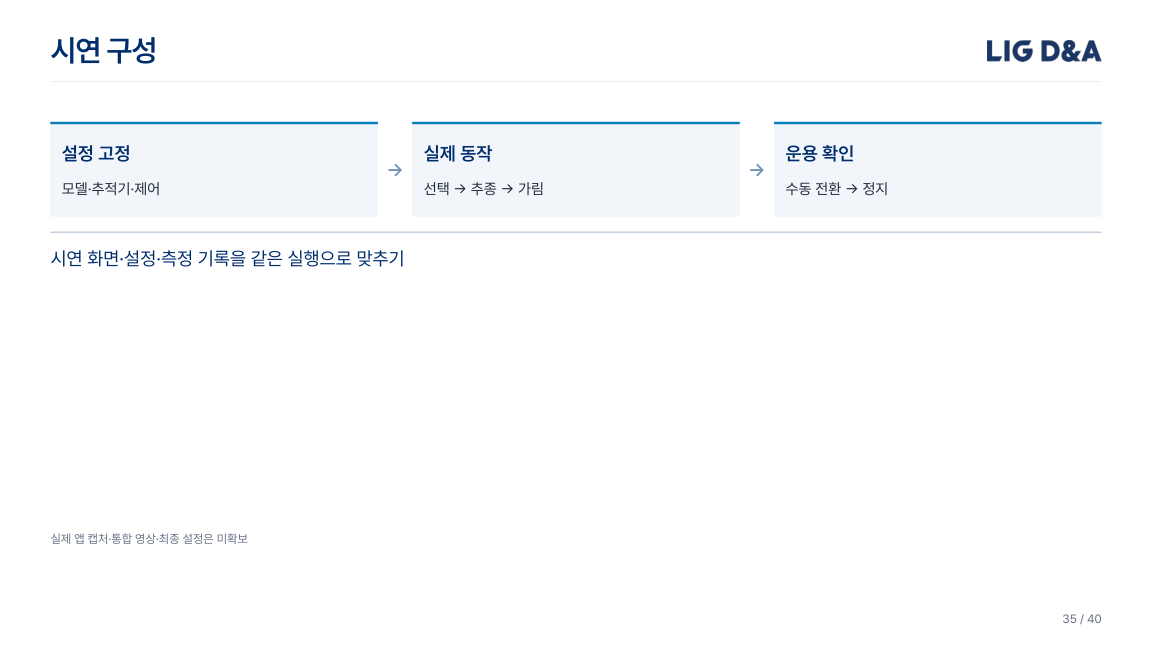 시연 구성
LIG D&A
설정 고정
모델·추적기·제어
→
실제 동작
선택 → 추종 → 가림
→
운용 확인
수동 전환 → 정지
시연 화면·설정·측정 기록을 같은 실행으로 맞추기
실제 앱 캡처·통합 영상·최종 설정은 미확보
35 / 40